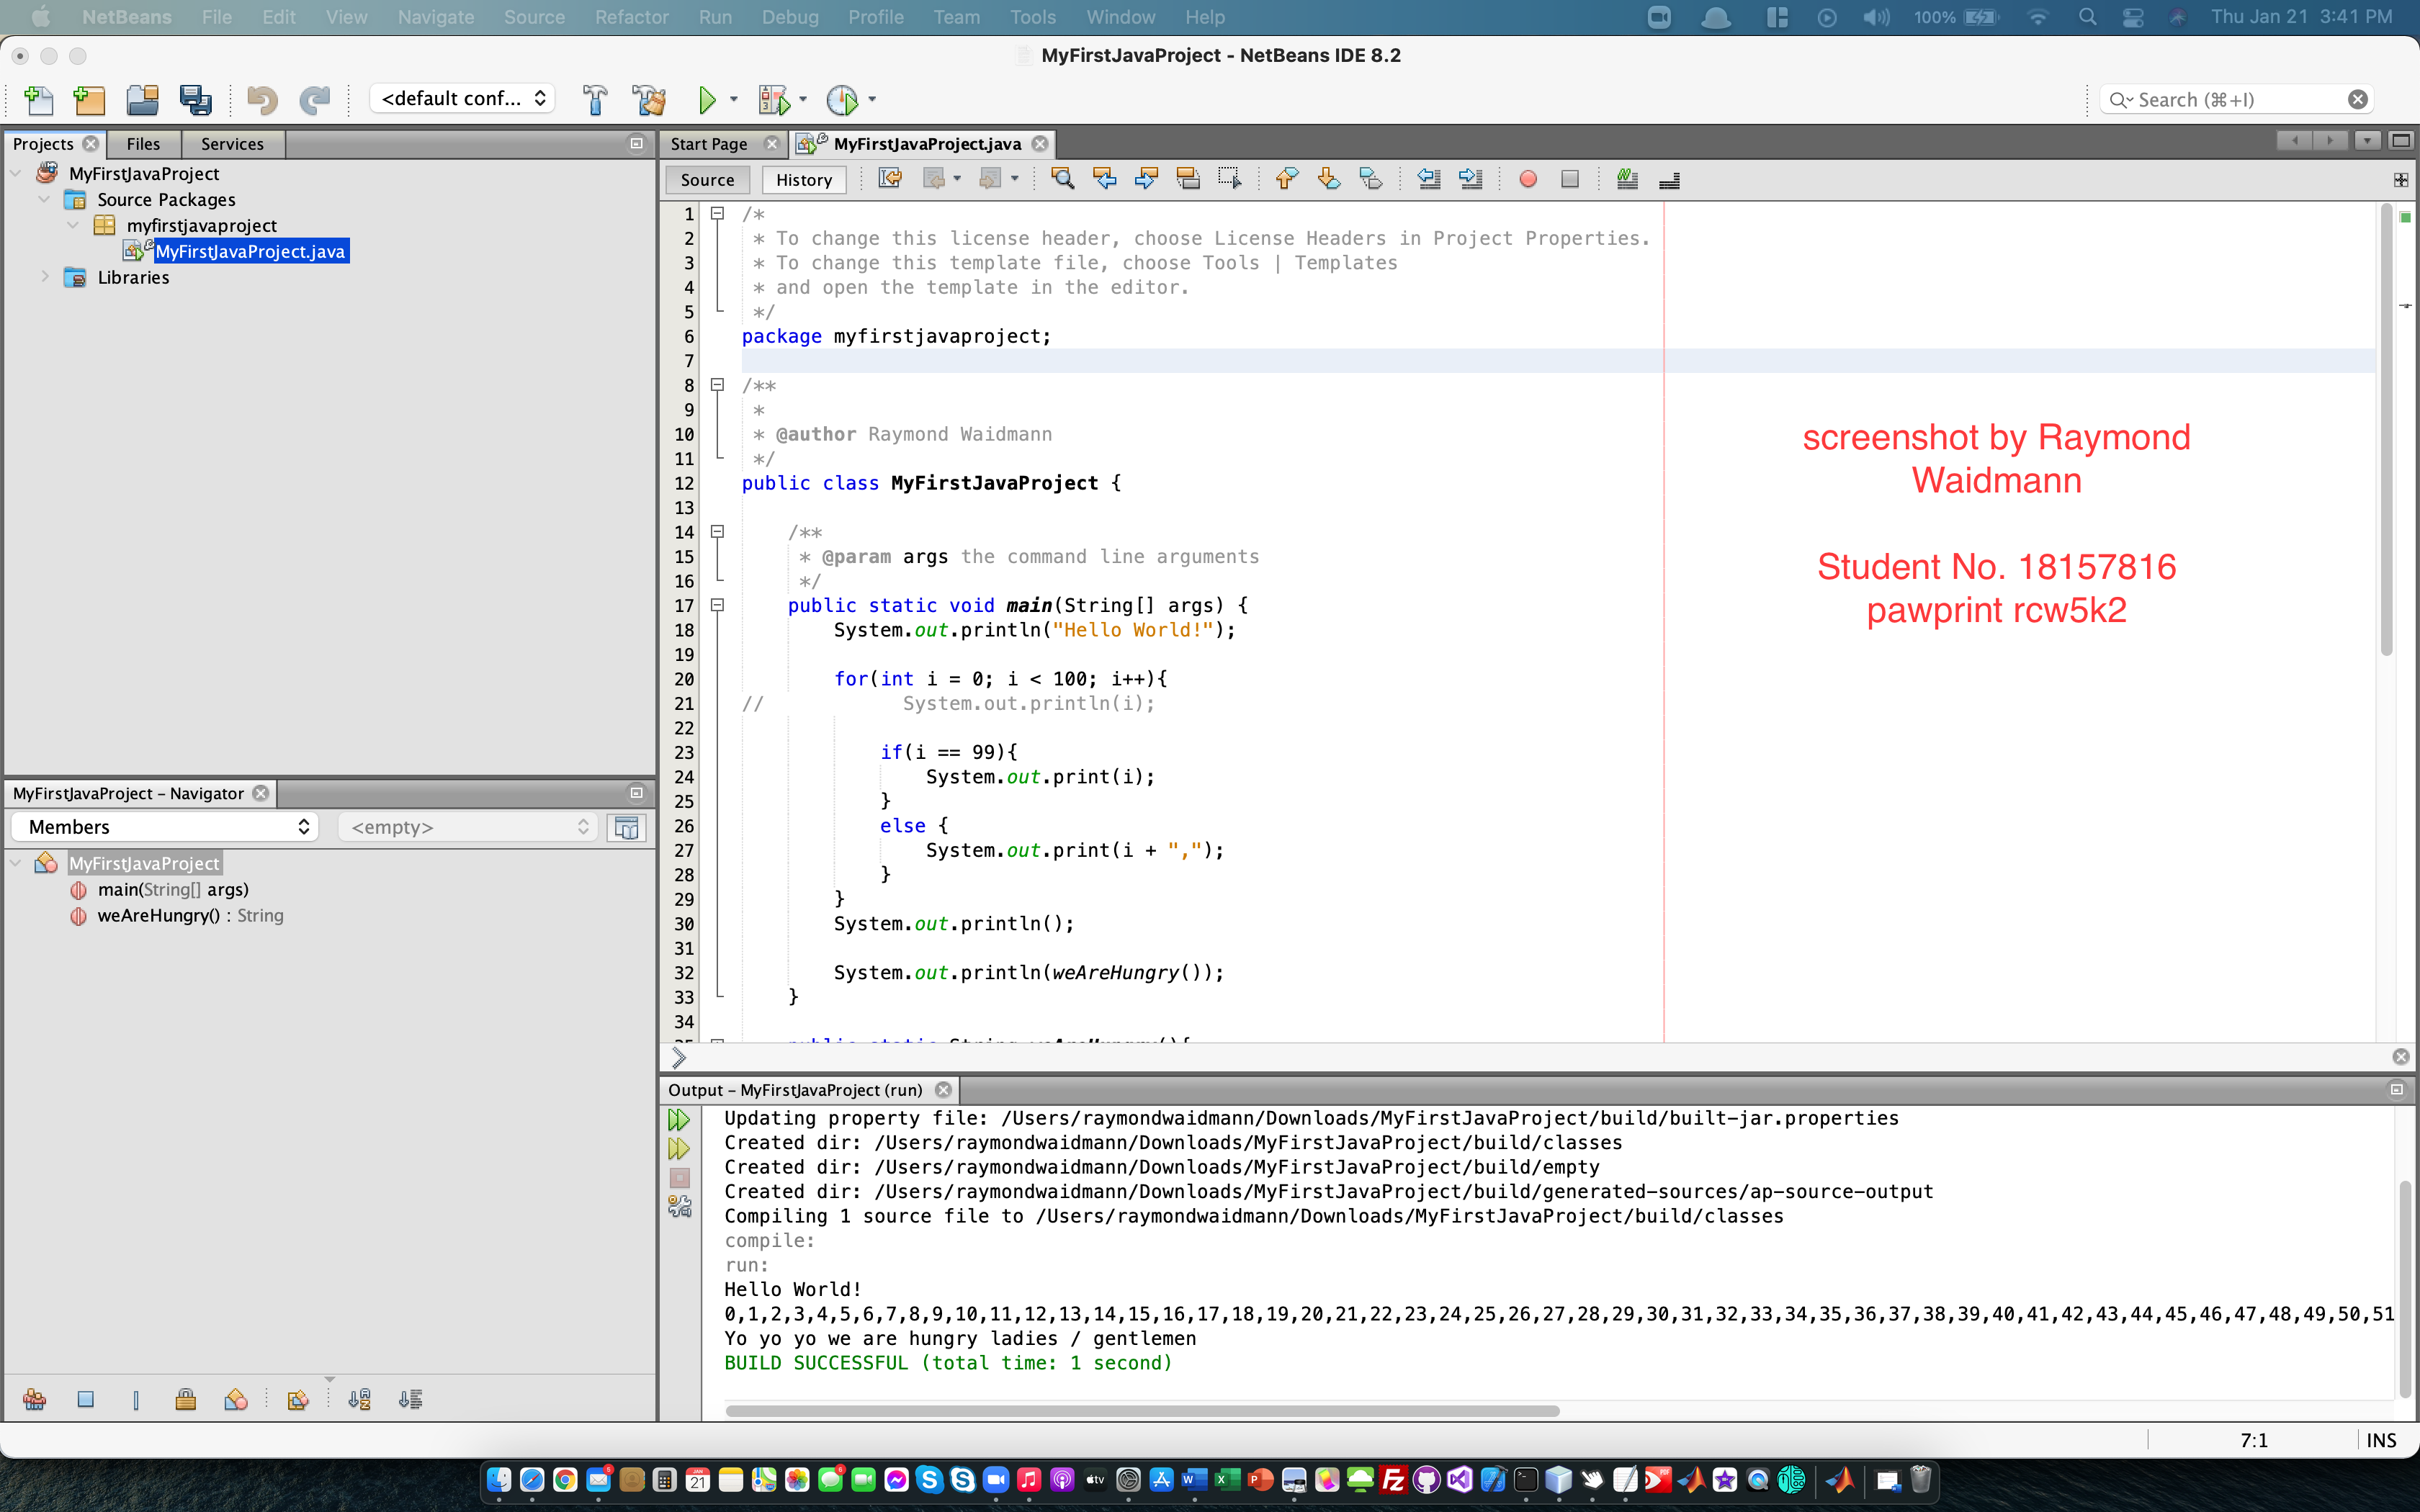 NetBeans File Edit View Navigate Source Refactor Run Debug Profile Team Tools Window Help 100% Thu Jan 21 3:41 PM
MyFirstJavaProject - NetBeans IDE 8.2
<default conf... Search (⌘+I)
Projects Files Services
MyFirstJavaProject
Source Packages
myfirstjavaproject
MyFirstJavaProject.java
Libraries
Start Page MyFirstJavaProject.java
Source History
1 /*
2 * To change this license header, choose License Headers in Project Properties.
3 * To change this template file, choose Tools | Templates
4 * and open the template in the editor.
5 */
6 package myfirstjavaproject;
7
8 /**
9 *
10 * @author Raymond Waidmann
11 */
12 public class MyFirstJavaProject {
13
14 /**
15 * @param args the command line arguments
16 */
17 public static void main(String[] args) {
18 System.out.println("Hello World!");
19
20 for(int i = 0; i < 100; i++){
21 // System.out.println(i);
22
23 if(i == 99){
24 System.out.print(i);
25 }
26 else {
27 System.out.print(i + ",");
28 }
29 }
30 System.out.println();
31
32 System.out.println(weAreHungry());
33 }
34
screenshot by Raymond
Waidmann
Student No. 18157816
pawprint rcw5k2
MyFirstJavaProject – Navigator
Members <empty>
MyFirstJavaProject
main(String[] args)
weAreHungry() : String
Output – MyFirstJavaProject (run)
Updating property file: /Users/raymondwaidmann/Downloads/MyFirstJavaProject/build/built-jar.properties
Created dir: /Users/raymondwaidmann/Downloads/MyFirstJavaProject/build/classes
Created dir: /Users/raymondwaidmann/Downloads/MyFirstJavaProject/build/empty
Created dir: /Users/raymondwaidmann/Downloads/MyFirstJavaProject/build/generated-sources/ap-source-output
Compiling 1 source file to /Users/raymondwaidmann/Downloads/MyFirstJavaProject/build/classes
compile:
run:
Hello World!
0,1,2,3,4,5,6,7,8,9,10,11,12,13,14,15,16,17,18,19,20,21,22,23,24,25,26,27,28,29,30,31,32,33,34,35,36,37,38,39,40,41,42,43,44,45,46,47,48,49,50,51
Yo yo yo we are hungry ladies / gentlemen
BUILD SUCCESSFUL (total time: 1 second)
7:1 INS